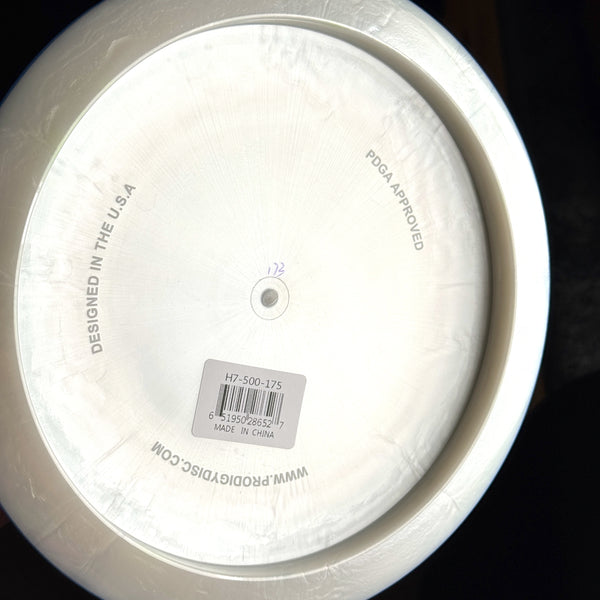 DESIGNED IN THE U.S.A
PDGA APPROVED
173
H7-500-175
6 51950 28652 7
MADE IN CHINA
WWW.PRODIGYDISC.COM